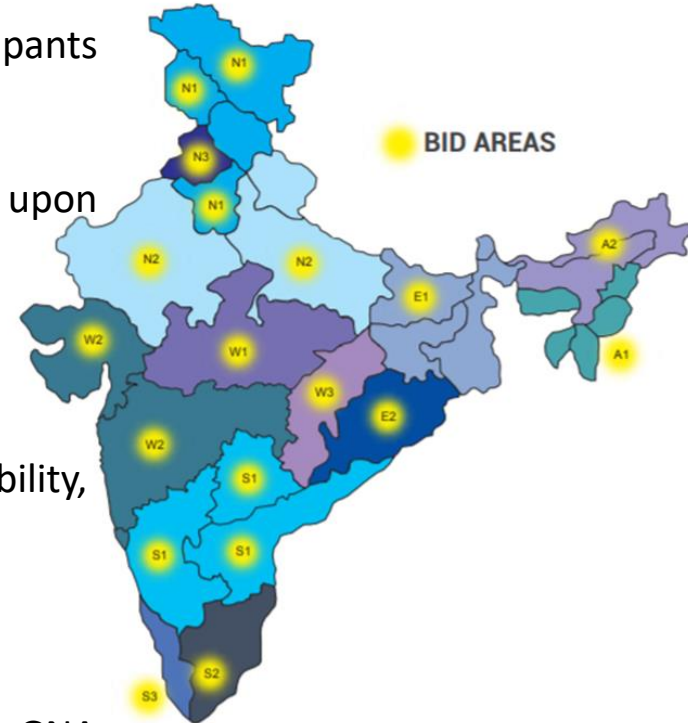 pants
N1
N1
BID AREAS
N3
upon
N1
A2
N2
N2
E1
W2
W1
A1
W3
E2
W2
S1
bility,
S1
S1
S2
S3